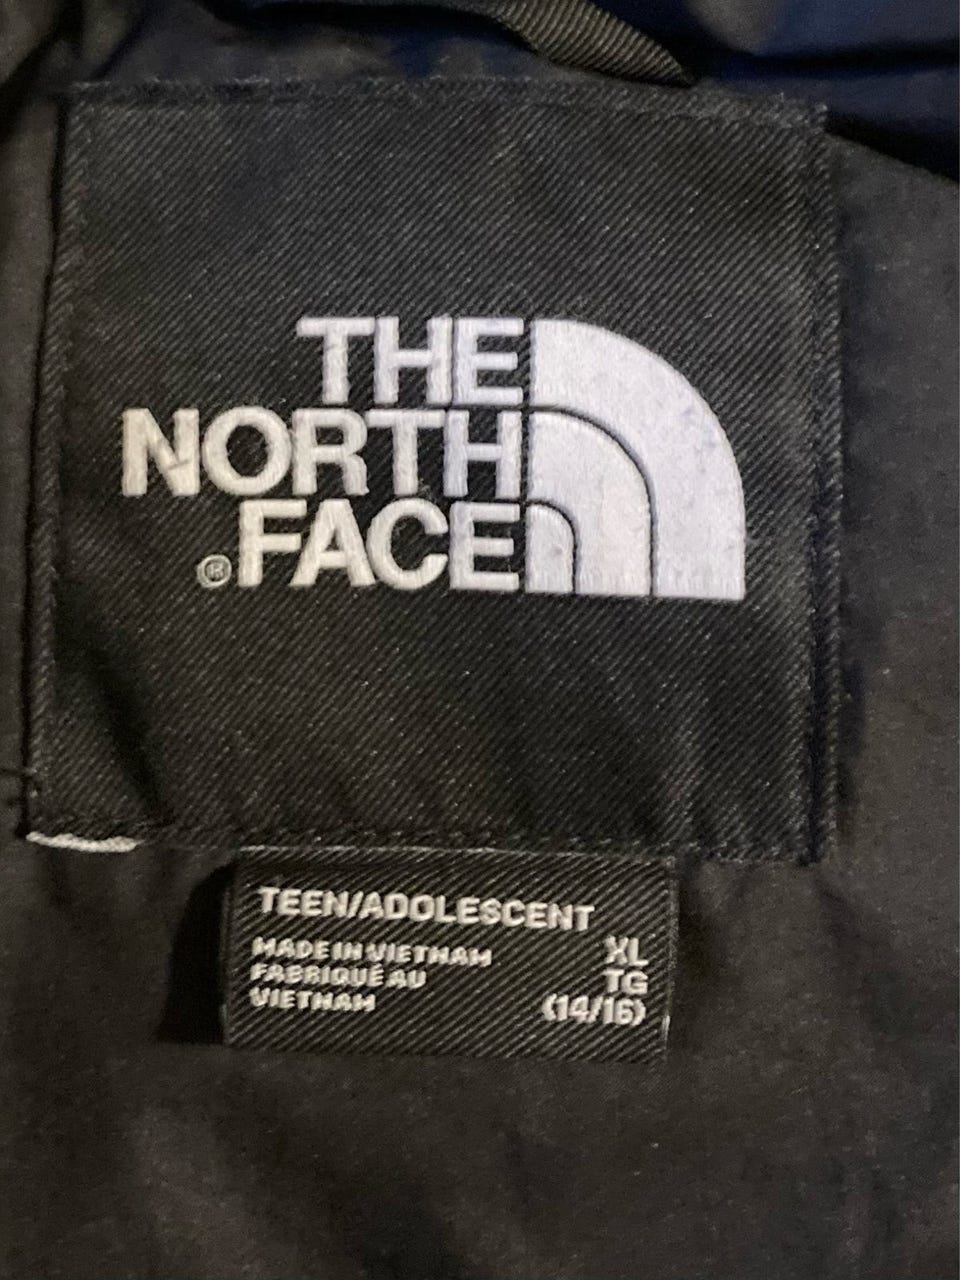 THE
NORTH
FACE
®
TEEN/ADOLESCENT
MADE IN VIETNAM XL
FABRIQUÉ AU TG
VIETNAM (14/16)